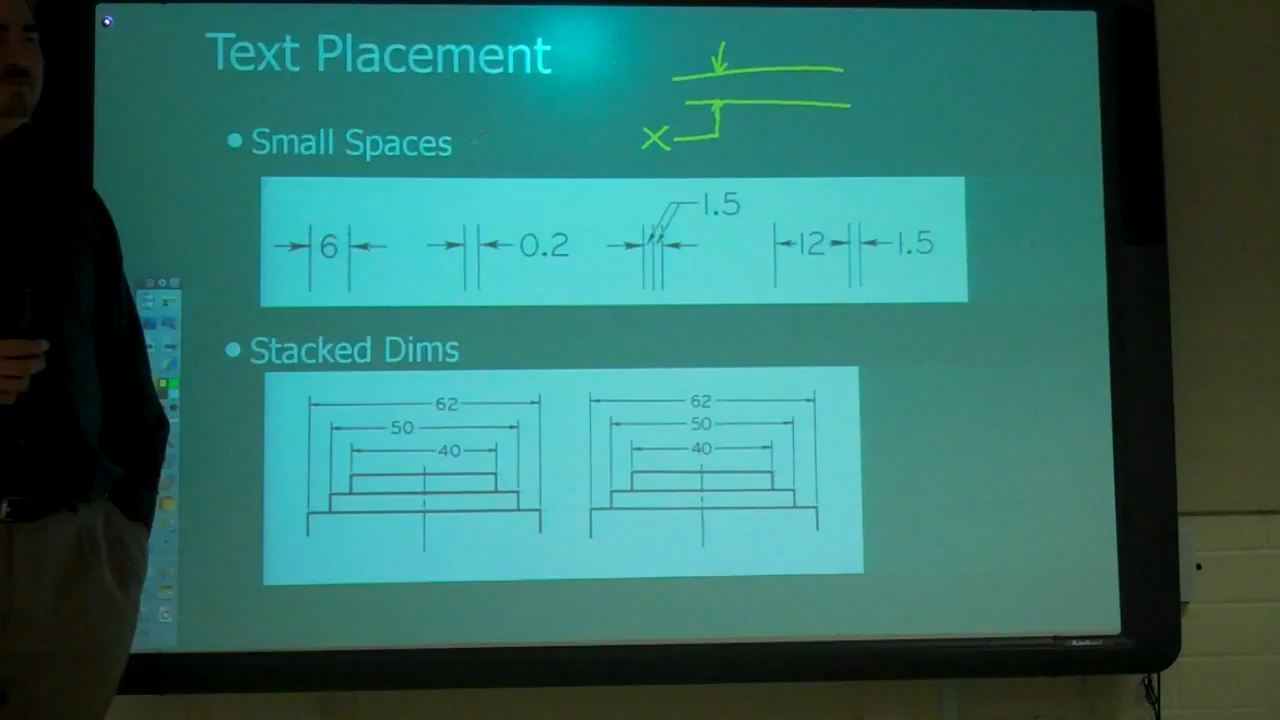 Text Placement
X
• Small Spaces
6 0.2 1.5 12 1.5
• Stacked Dims
62 62
50 50
40 40